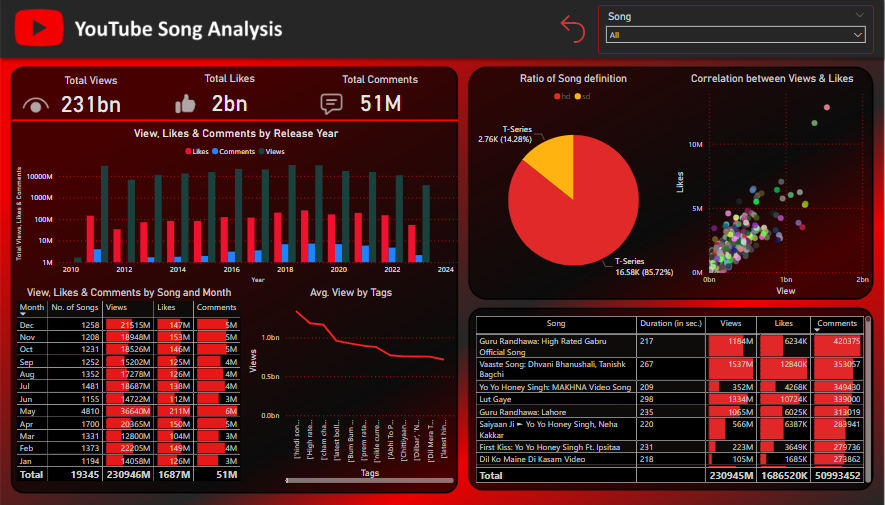 YouTube Song Analysis
Song
All
Total Views
231bn
Total Likes
2bn
Total Comments
51M
View, Likes & Comments by Release Year
Likes Comments Views
Total Views, Likes & Comments
10000M
1000M
100M
10M
1M
2010 2012 2014 2016 2018 2020 2022 2024
Year
View, Likes & Comments by Song and Month
Month No. of Songs Views Likes Comments
Dec 1258 21515M 147M 5M
Nov 1208 18948M 153M 5M
Oct 1231 18526M 146M 5M
Sep 1252 15202M 125M 4M
Aug 1352 17278M 126M 4M
Jul 1481 18687M 138M 4M
Jun 1155 14722M 112M 3M
May 4810 36640M 211M 6M
Apr 1700 20365M 150M 5M
Mar 1331 12800M 104M 3M
Feb 1373 22205M 149M 4M
Jan 1194 14058M 126M 3M
Total 19345 230946M 1687M 51M
Avg. View by Tags
Views
1.0bn
0.5bn
0.0bn
['hindi son...
['High rate...
['chem cha...
['latest boll...
['Bum Bum ...
['prem rata...
['nikle curre...
['Abhi To P...
['Chittiyaan...
['Dilbar', 'N...
['Dil Mera T...
['latest hin...
Tags
Ratio of Song definition
hd sd
T-Series
2.76K (14.28%)
T-Series
16.58K (85.72%)
Correlation between Views & Likes
Likes
10M
5M
0M
0bn 1bn 2bn
View
Song Duration (in sec.) Views Likes Comments
Guru Randhawa: High Rated Gabru Official Song 217 1184M 6234K 420375
Vaaste Song: Dhvani Bhanushali, Tanishk Bagchi 267 1537M 12840K 353057
Yo Yo Honey Singh: MAKHNA Video Song 209 352M 4268K 349430
Lut Gaye 298 1334M 10724K 339000
Guru Randhawa: Lahore 235 1065M 6025K 313019
Saiyaan Ji ► Yo Yo Honey Singh, Neha Kakkar 220 566M 6387K 283941
First Kiss: Yo Yo Honey Singh Ft. Ipsitaa 231 223M 3649K 279736
Dil Ko Maine Di Kasam Video 218 105M 1685K 273862
Total 230945M 1686520K 50993452